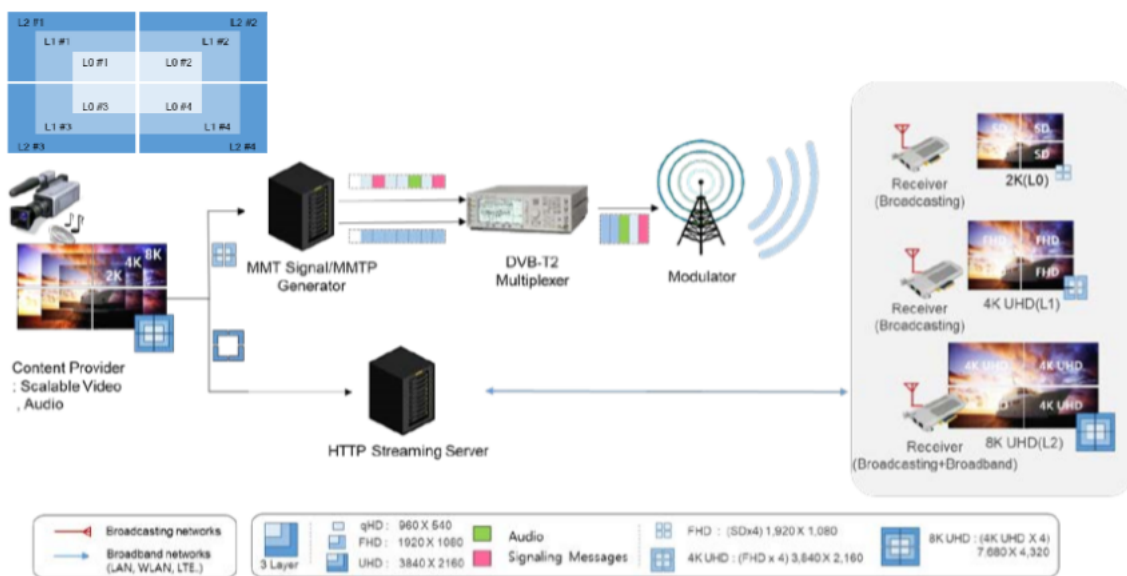 L2 #1
L2 #2
L1 #1
L1 #2
L0 #1
L0 #2
L0 #3
L0 #4
L1 #3
L1 #4
L2 #3
L2 #4
8K
4K
2K
Content Provider
: Scalable Video
, Audio
MMT Signal/MMTP
Generator
DVB-T2
Multiplexer
Modulator
HTTP Streaming Server
Receiver
(Broadcasting)
SD
SD
SD
2K(L0)
Receiver
(Broadcasting)
FHD
FHD
FHD
4K UHD(L1)
Receiver
(Broadcasting+Broadband)
4K UHD
4K UHD
4K UHD
8K UHD(L2)
Broadcasting networks
Broadband networks
(LAN, WLAN, LTE..)
3 Layer
qHD : 960 X 540
FHD : 1920 X 1080
UHD : 3840 X 2160
Audio
Signaling Messages
FHD : (SDx4) 1,920 X 1,080
4K UHD : (FHD x 4) 3,840 X 2,160
8K UHD : (4K UHD X 4)
7,680 X 4,320